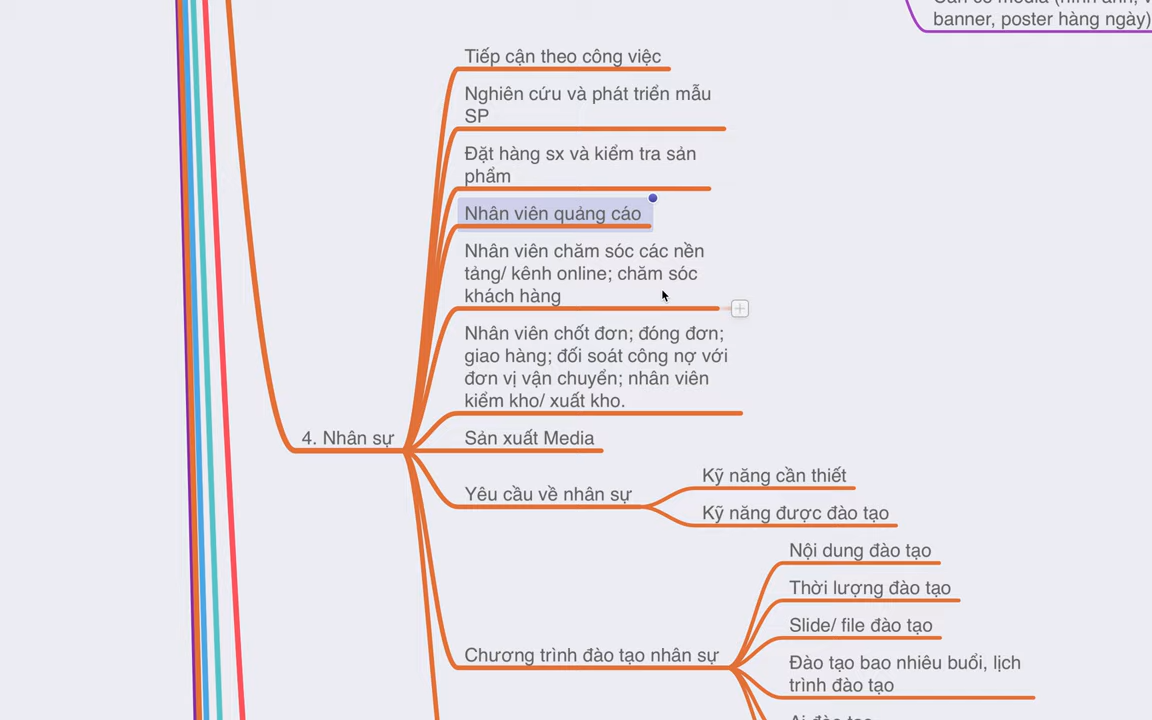 banner, poster hàng ngày)
Tiếp cận theo công việc
Nghiên cứu và phát triển mẫu
SP
Đặt hàng sx và kiểm tra sản
phẩm
Nhân viên quảng cáo
Nhân viên chăm sóc các nền
tảng/ kênh online; chăm sóc
khách hàng
Nhân viên chốt đơn; đóng đơn;
giao hàng; đối soát công nợ với
đơn vị vận chuyển; nhân viên
kiểm kho/ xuất kho.
4. Nhân sự
Sản xuất Media
Yêu cầu về nhân sự
Kỹ năng cần thiết
Kỹ năng được đào tạo
Chương trình đào tạo nhân sự
Nội dung đào tạo
Thời lượng đào tạo
Slide/ file đào tạo
Đào tạo bao nhiêu buổi, lịch
trình đào tạo